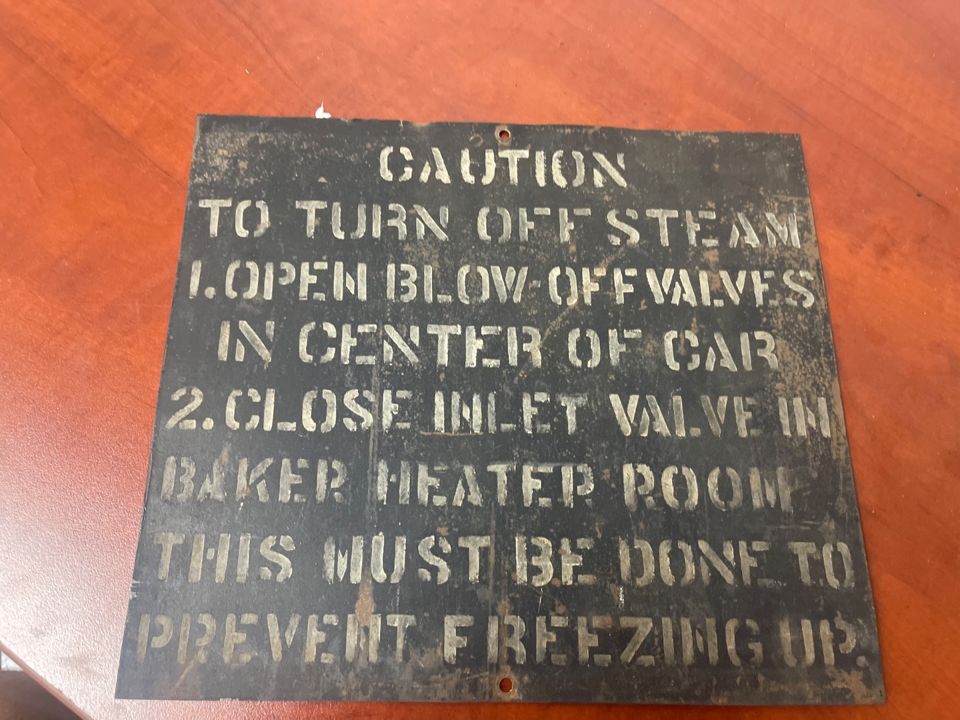 CAUTION
TO TURN OFF STEAM
1.OPEN BLOW-OFF VALVES
IN CENTER OF CAR
2.CLOSE INLET VALVE IN
BAKER HEATER ROOM
THIS MUST BE DONE TO
PREVENT FREEZING UP.